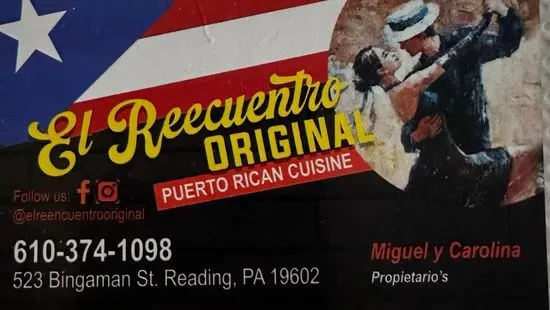 El Reecuentro
ORIGINAL
PUERTO RICAN CUISINE
Follow us:
@elreencuentrooriginal
610-374-1098
523 Bingaman St. Reading, PA 19602
Miguel y Carolina
Propietario's